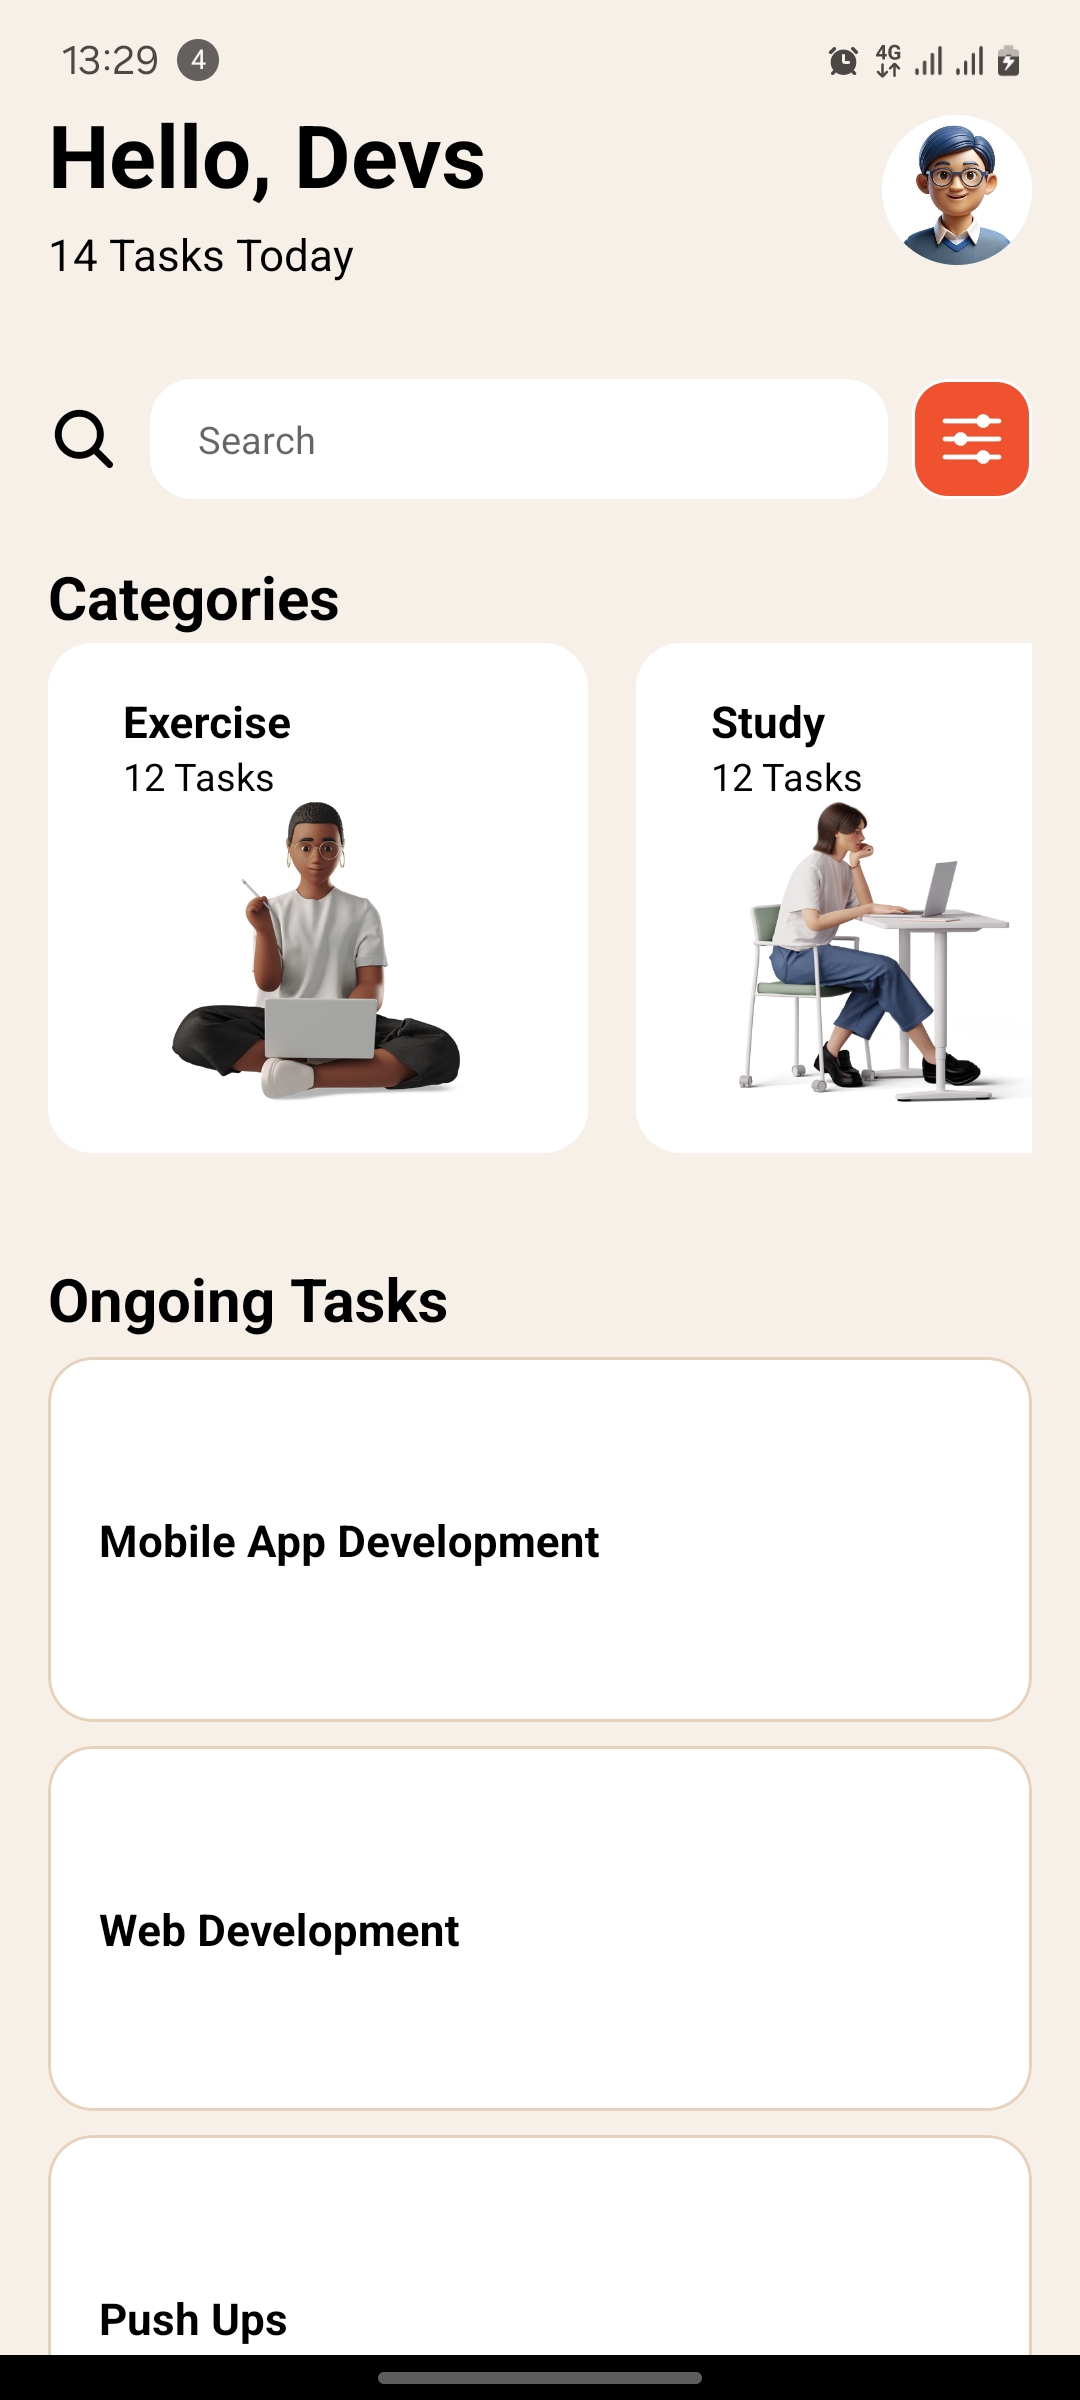 13:29 4 4G
Hello, Devs
14 Tasks Today
Search
Categories
Exercise
12 Tasks
Study
12 Tasks
Ongoing Tasks
Mobile App Development
Web Development
Push Ups